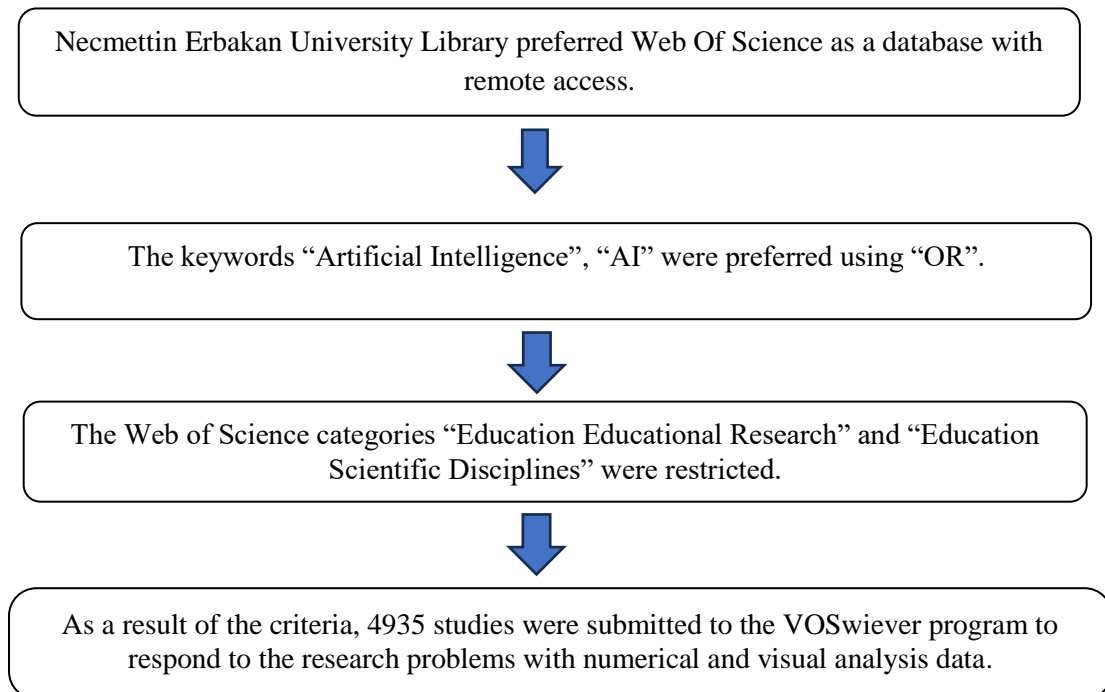 Necmettin Erbakan University Library preferred Web Of Science as a database with
remote access.
The keywords “Artificial Intelligence”, “AI” were preferred using “OR”.
The Web of Science categories “Education Educational Research” and “Education
Scientific Disciplines” were restricted.
As a result of the criteria, 4935 studies were submitted to the VOSwiever program to
respond to the research problems with numerical and visual analysis data.